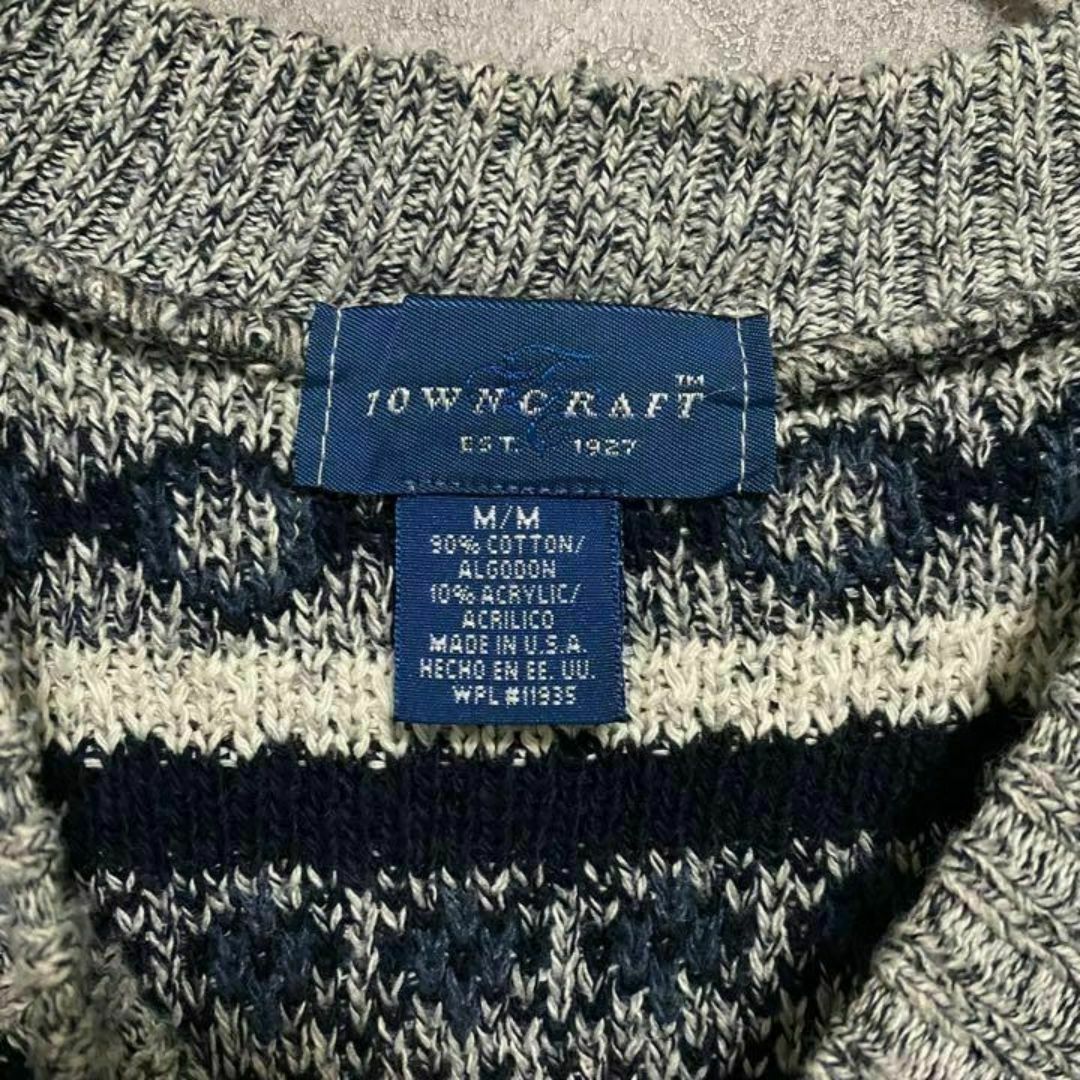 TOWNCRAFT™
EST. 1927
M/M
90% COTTON/
ALGODON
10% ACRYLIC/
ACRILICO
MADE IN U.S.A.
HECHO EN EE. UU.
WPL #11935